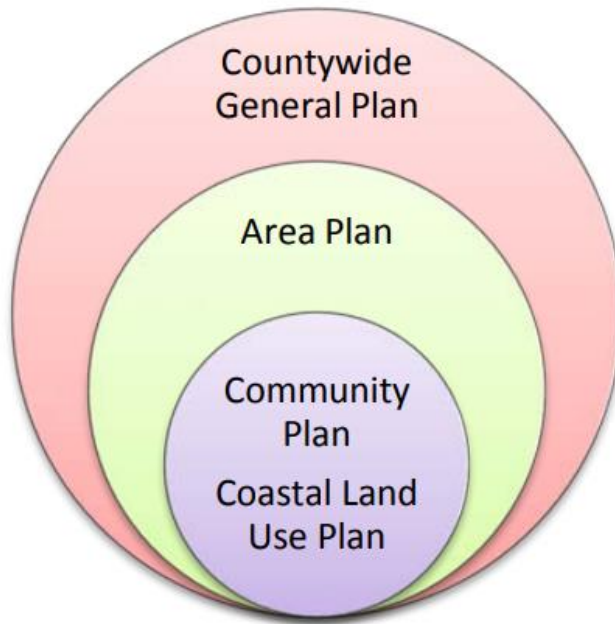 Countywide
General Plan
Area Plan
Community
Plan
Coastal Land
Use Plan